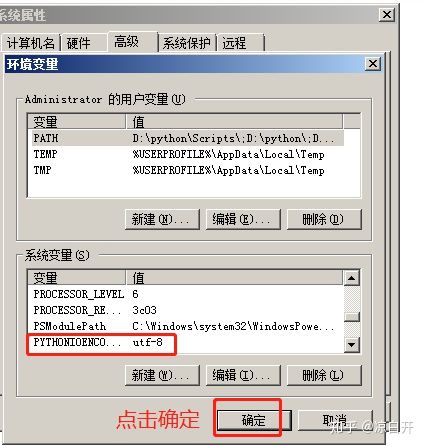 系统属性
计算机名 硬件 高级 系统保护 远程
环境变量
Administrator 的用户变量(U)
变量 值
PATH D:\python\Scripts\;D:\python\;D...
TEMP %USERPROFILE%\AppData\Local\Temp
TMP %USERPROFILE%\AppData\Local\Temp
新建(N)... 编辑(E)... 删除(D)
系统变量(S)
变量 值
PROCESSOR_LEVEL 6
PROCESSOR_RE... 3c03
PSModulePath C:\Windows\system32\WindowsPowe...
PYTHONIOENCO... utf-8
新建(W)... 编辑(I)... 删除(L)
点击确定 确定 取消
知乎 @凉白开